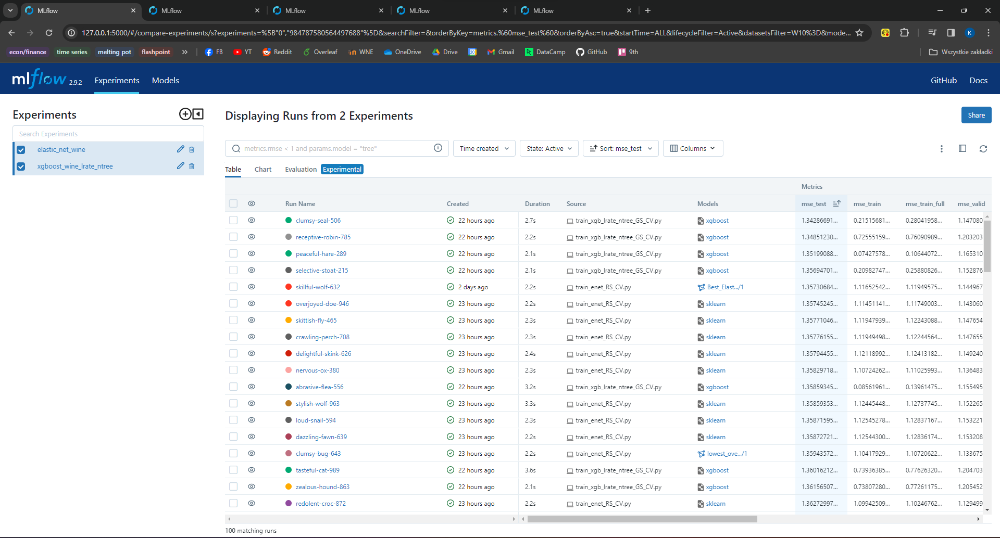 MLflow MLflow MLflow MLflow MLflow
127.0.0.1:5000/#/compare-experiments/s?experiments=%5B"0","984787580564497688"%5D&searchFilter=&orderByKey=metrics.%60mse_test%60&orderByAsc=true&startTime=ALL&lifecycleFilter=Active&datasetsFilter=W10%3D&mode... K
econ/finance time series melting pot flashpoint FB YT Reddit Overleaf WNE OneDrive Drive Gmail DataCamp GitHub 9th Wszystkie zakładki
mlflow 2.9.2 Experiments Models GitHub Docs
Experiments
Displaying Runs from 2 Experiments
Share
Search Experiments
elastic_net_wine
xgboost_wine_lrate_ntree
metrics.rmse < 1 and params.model = "tree" Time created State: Active Sort: mse_test Columns
Table Chart Evaluation Experimental
Metrics
Run Name Created Duration Source Models mse_test mse_train mse_train_full mse_valid
clumsy-seal-506 22 hours ago 2.7s train_xgb_lrate_ntree_GS_CV.py xgboost 1.34286691... 0.21515681... 0.28041958... 1.147080
receptive-robin-785 22 hours ago 2.2s train_xgb_lrate_ntree_GS_CV.py xgboost 1.34851230... 0.72555159... 0.76090989... 1.203203
peaceful-hare-289 22 hours ago 2.1s train_xgb_lrate_ntree_GS_CV.py xgboost 1.35199088... 0.07427578... 0.10644072... 1.165310
selective-stoat-215 22 hours ago 2.1s train_xgb_lrate_ntree_GS_CV.py xgboost 1.35694701... 0.20982747... 0.25880826... 1.152876
skillful-wolf-632 2 days ago 2.2s train_enet_RS_CV.py Best_Elast.../1 1.35730684... 1.11652542... 1.11949575... 1.144967
overjoyed-doe-946 23 hours ago 2.2s train_enet_RS_CV.py sklearn 1.35745245... 1.11451141... 1.11749003... 1.143060
skittish-fly-465 23 hours ago 2.3s train_enet_RS_CV.py sklearn 1.35771046... 1.11947939... 1.12243088... 1.147654
crawling-perch-708 23 hours ago 2.3s train_enet_RS_CV.py sklearn 1.35776155... 1.11949498... 1.12244564... 1.147655
delightful-skink-626 23 hours ago 2.4s train_enet_RS_CV.py sklearn 1.35794455... 1.12118992... 1.12413182... 1.149240
nervous-ox-380 23 hours ago 2.3s train_enet_RS_CV.py sklearn 1.35829718... 1.10724262... 1.11025993... 1.136483
abrasive-flea-556 22 hours ago 3.2s train_xgb_lrate_ntree_GS_CV.py xgboost 1.35859345... 0.08561961... 0.13961475... 1.155495
stylish-wolf-963 23 hours ago 3.3s train_enet_RS_CV.py sklearn 1.35859353... 1.12445448... 1.12737745... 1.152265
loud-snail-594 23 hours ago 2.3s train_enet_RS_CV.py sklearn 1.35871595... 1.12545278... 1.12837167... 1.153221
dazzling-fawn-639 23 hours ago 2.2s train_enet_RS_CV.py sklearn 1.35872721... 1.12544300... 1.12836174... 1.153208
clumsy-bug-643 23 hours ago 2.2s train_enet_RS_CV.py lowest_ove.../1 1.35943572... 1.10417929... 1.10720622... 1.133675
tasteful-cat-989 22 hours ago 3.6s train_xgb_lrate_ntree_GS_CV.py xgboost 1.36016212... 0.73936385... 0.77626320... 1.204703
zealous-hound-863 22 hours ago 2.1s train_xgb_lrate_ntree_GS_CV.py xgboost 1.36156507... 0.73807280... 0.77261175... 1.205452
redolent-croc-872 23 hours ago 2.2s train_enet_RS_CV.py sklearn 1.36272997... 1.09942509... 1.10246762... 1.129499
100 matching runs